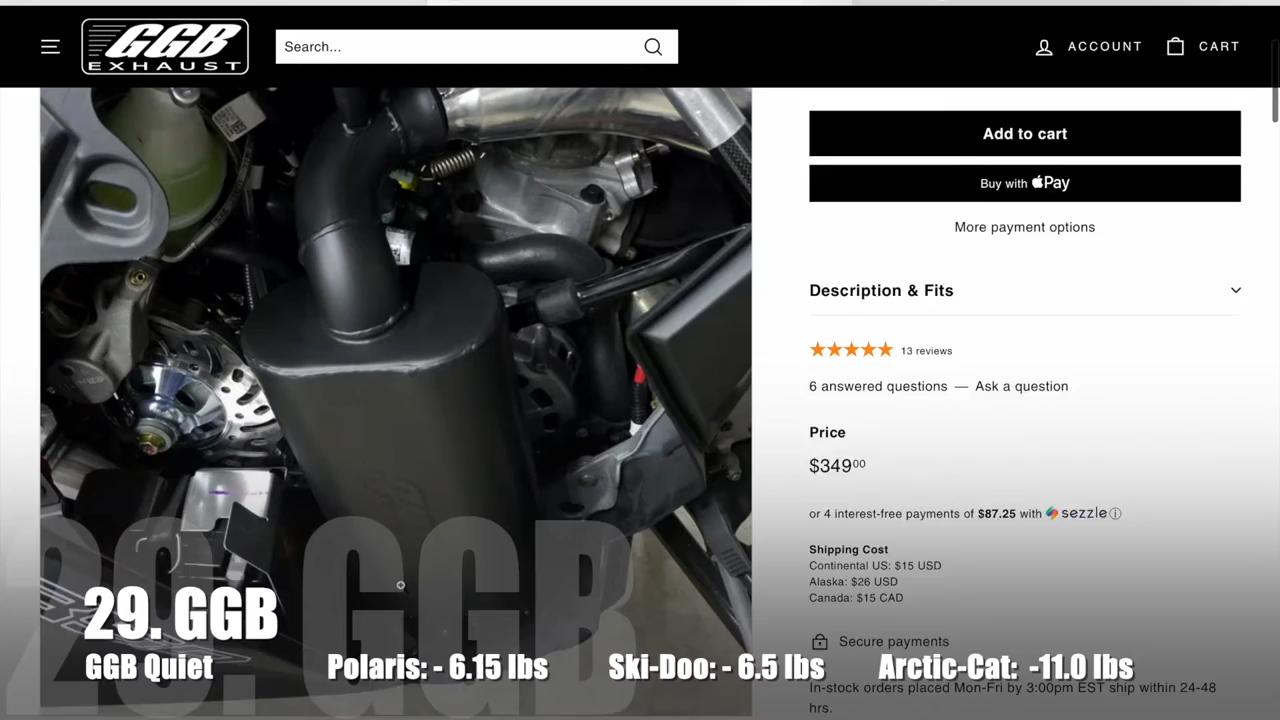 GGB
EXHAUST
Search...
ACCOUNT
CART
Add to cart
Buy with Pay
More payment options
Description & Fits
13 reviews
6 answered questions — Ask a question
Price
$349.00
or 4 interest-free payments of $87.25 with sezzle
Shipping Cost
Continental US: $15 USD
Alaska: $26 USD
Canada: $15 CAD
29. GGB
29. GGB
Secure payments
GGB Quiet
Polaris: - 6.15 lbs
Ski-Doo: - 6.5 lbs
Arctic-Cat: -11.0 lbs
In-stock orders placed Mon-Fri by 3:00pm EST ship within 24-48
hrs.